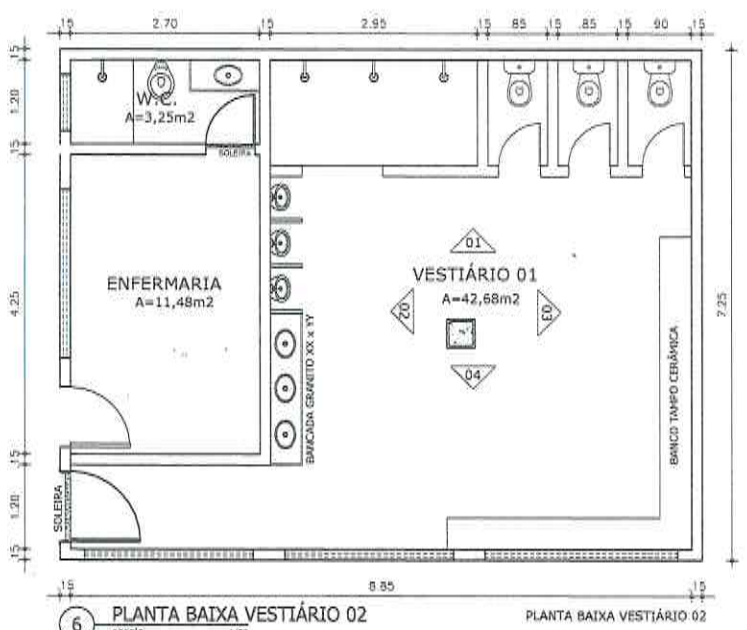 15 2.70 15 2.95 15 85 15 85 15 90 15
15
1.20
15
4.25
15
1.20
15
W.C.
A=3,25m2
SOLEIRA
ENFERMARIA
A=11,48m2
01
VESTIÁRIO 01
A=42,68m2
02
03
04
BANCADA GRANITO XX x YY
BANCO TAMPO CERÂMICA
7.25
SOLEIRA
15 8.85 15
6 PLANTA BAIXA VESTIÁRIO 02
PLANTA BAIXA VESTIÁRIO 02